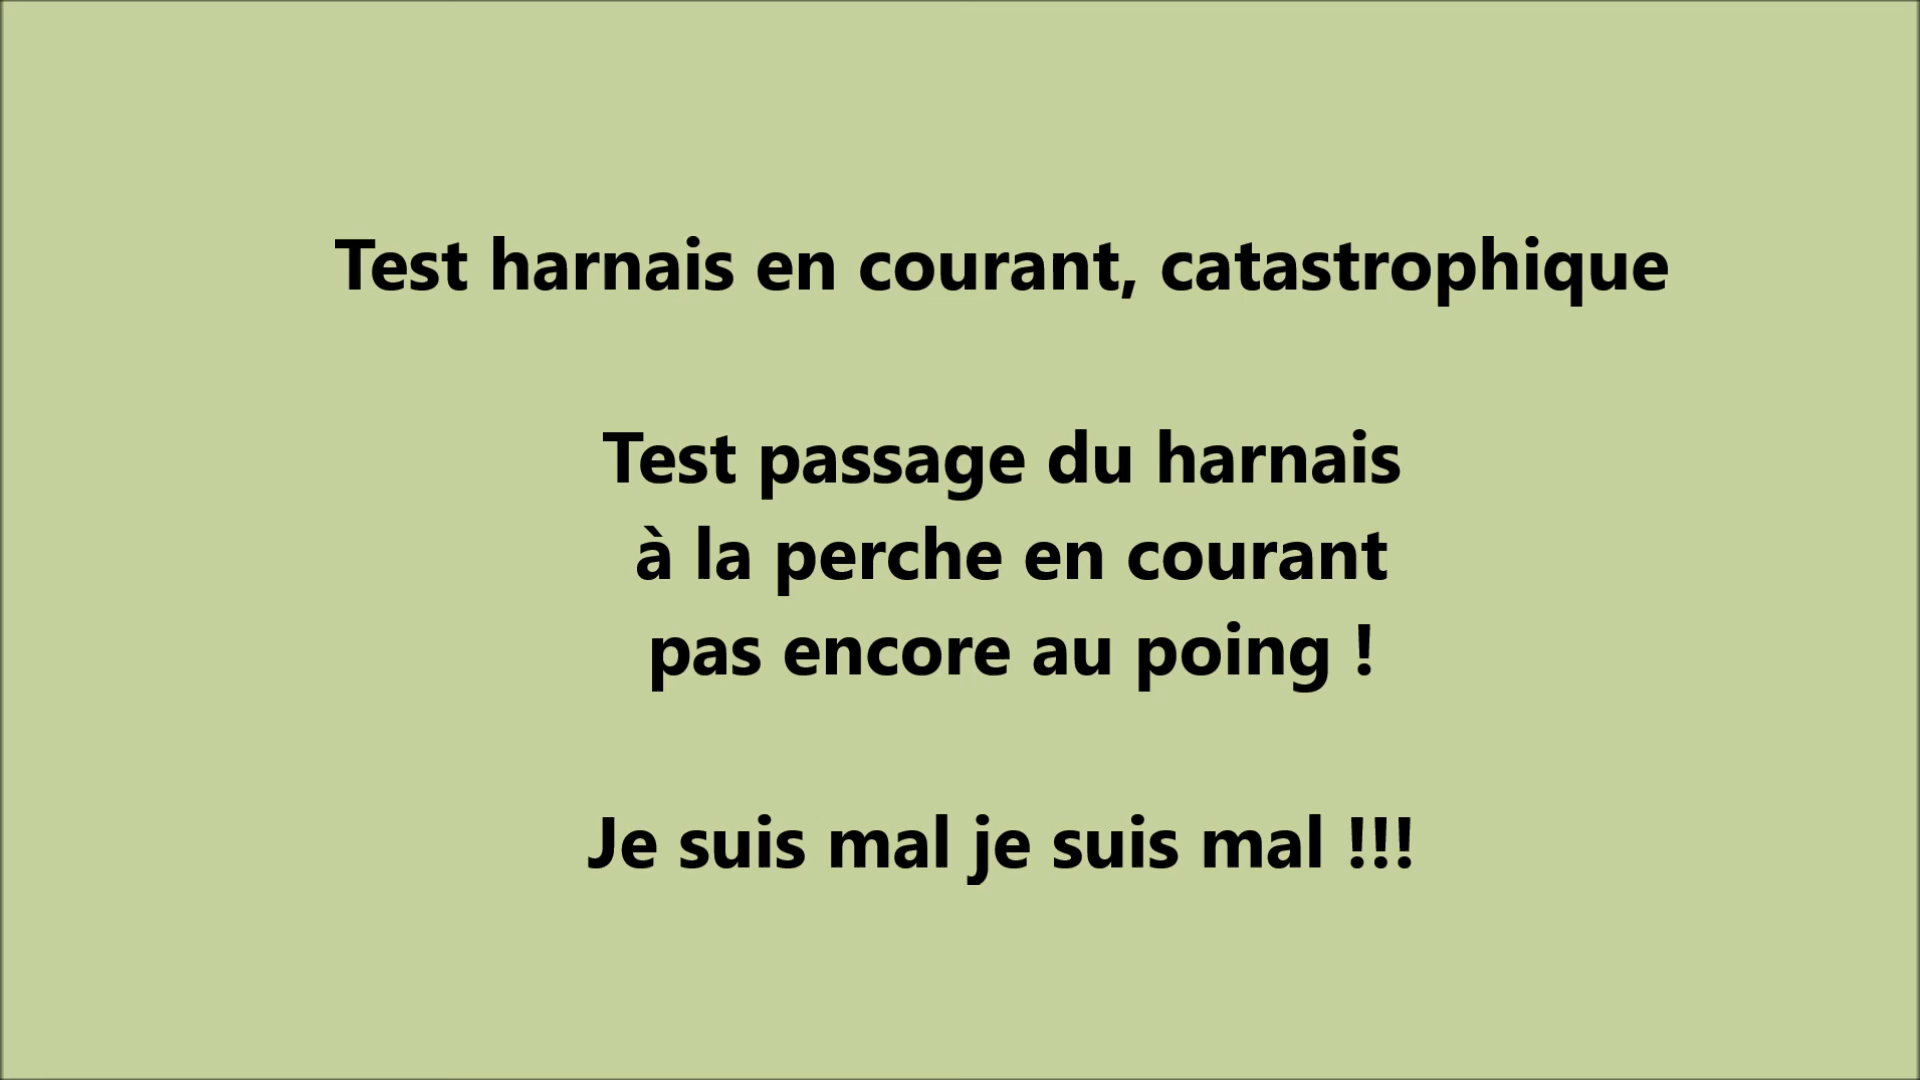 Test harnais en courant, catastrophique
Test passage du harnais
à la perche en courant
pas encore au poing !
Je suis mal je suis mal !!!